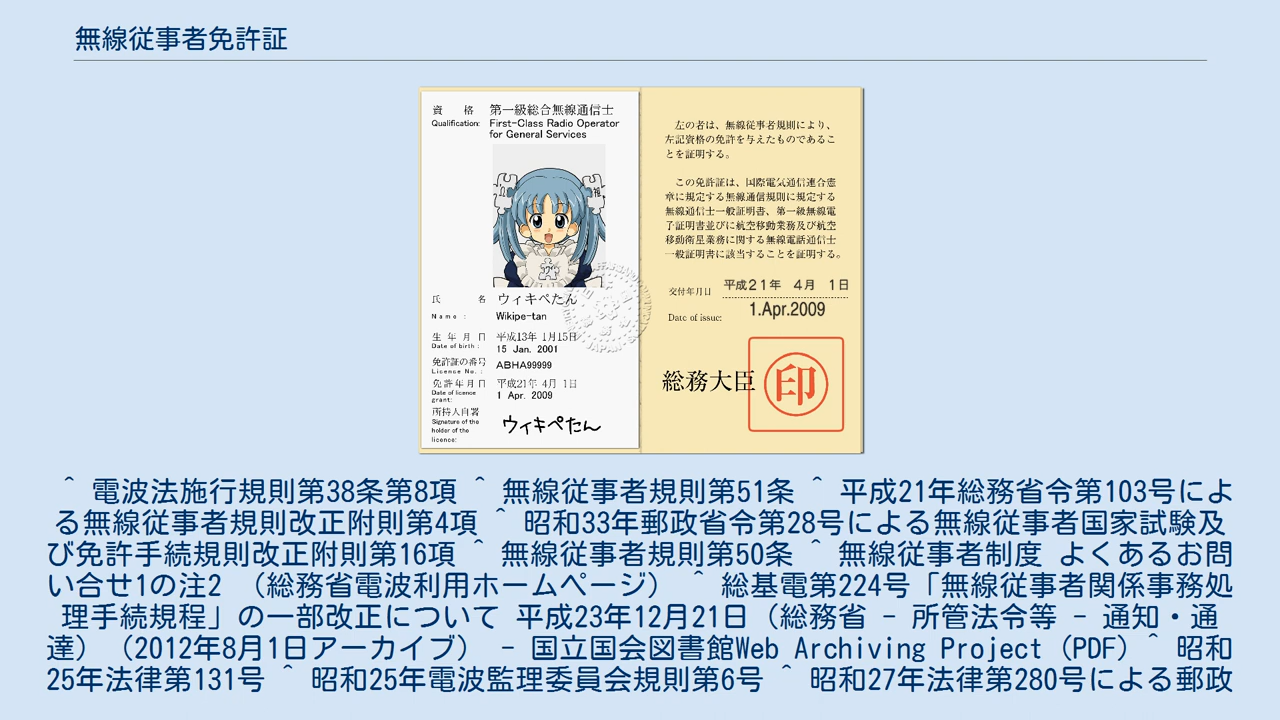 無線従事者免許証
資 格 第一級総合無線通信士
Qualification: First-Class Radio Operator
for General Services
氏 名 ウィキペたん
Name: Wikipe-tan
生年月日 平成13年 1月15日
Date of birth: 15 Jan. 2001
免許証の番号 ABHA99999
Licence No.:
免許年月日 平成21年 4月 1日
Date of licence grant: 1 Apr. 2009
所持人自署
Signature of the
holder of the
licence:
ウィキペたん
左の者は、無線従事者規則により、
左記資格の免許を与えたものであるこ
とを証明する。
この免許証は、国際電気通信連合憲
章に規定する無線通信規則に規定する
無線通信士一般証明書、第一級無線電
子証明書並びに航空移動業務及び航空
移動衛星業務に関する無線電話通信士
一般証明書に該当することを証明する。
交付年月日 平成21年 4月 1日
Date of issue: 1.Apr.2009
総務大臣 印
^ 電波法施行規則第38条第8項 ^ 無線従事者規則第51条 ^ 平成21年総務省令第103号によ
る無線従事者規則改正附則第4項 ^ 昭和33年郵政省令第28号による無線従事者国家試験及
び免許手続規則改正附則第16項 ^ 無線従事者規則第50条 ^ 無線従事者制度 よくあるお問
い合せ1の注2 （総務省電波利用ホームページ） ^ 総基電第224号「無線従事者関係事務処
理手続規程」の一部改正について 平成23年12月21日（総務省 - 所管法令等 - 通知・通
達）（2012年8月1日アーカイブ） - 国立国会図書館Web Archiving Project（PDF）^ 昭和
25年法律第131号 ^ 昭和25年電波監理委員会規則第6号 ^ 昭和27年法律第280号による郵政